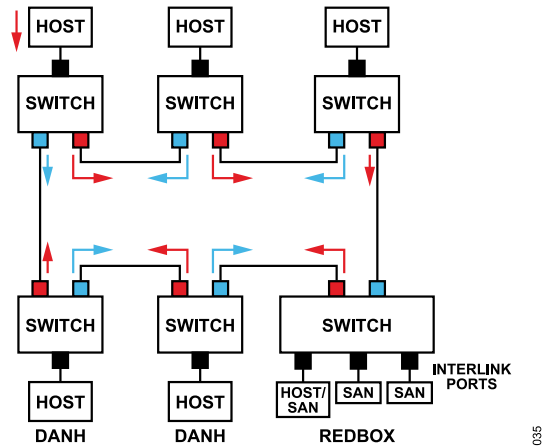 HOST
HOST
HOST
SWITCH
SWITCH
SWITCH
SWITCH
SWITCH
SWITCH
INTERLINK
PORTS
HOST
HOST
HOST/
SAN
SAN
SAN
DANH
DANH
REDBOX
035